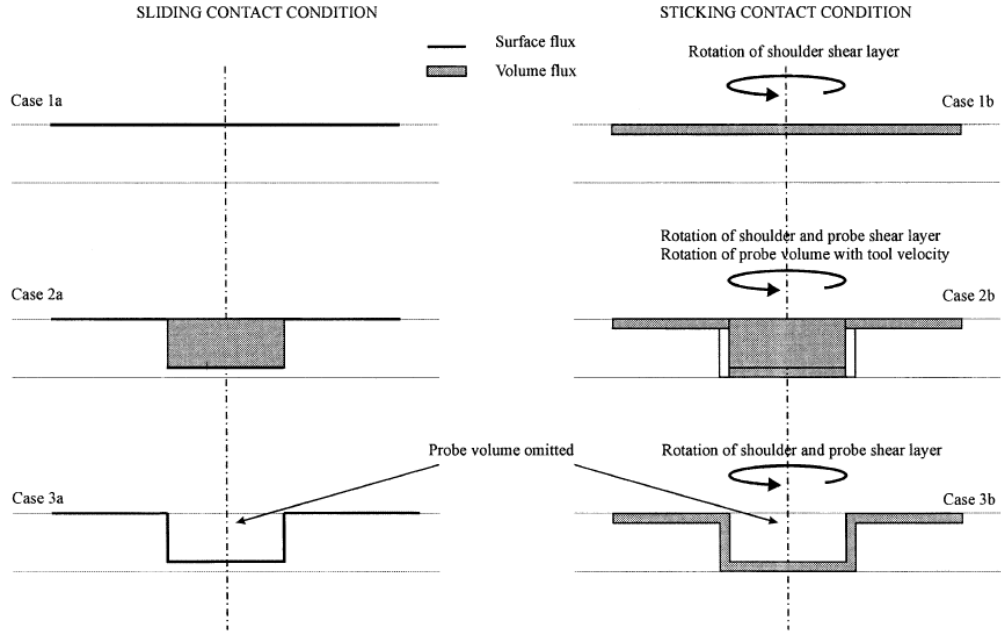 SLIDING CONTACT CONDITION
STICKING CONTACT CONDITION
Surface flux
Volume flux
Rotation of shoulder shear layer
Case 1a
Case 1b
Rotation of shoulder and probe shear layer
Rotation of probe volume with tool velocity
Case 2a
Case 2b
Probe volume omitted
Rotation of shoulder and probe shear layer
Case 3a
Case 3b